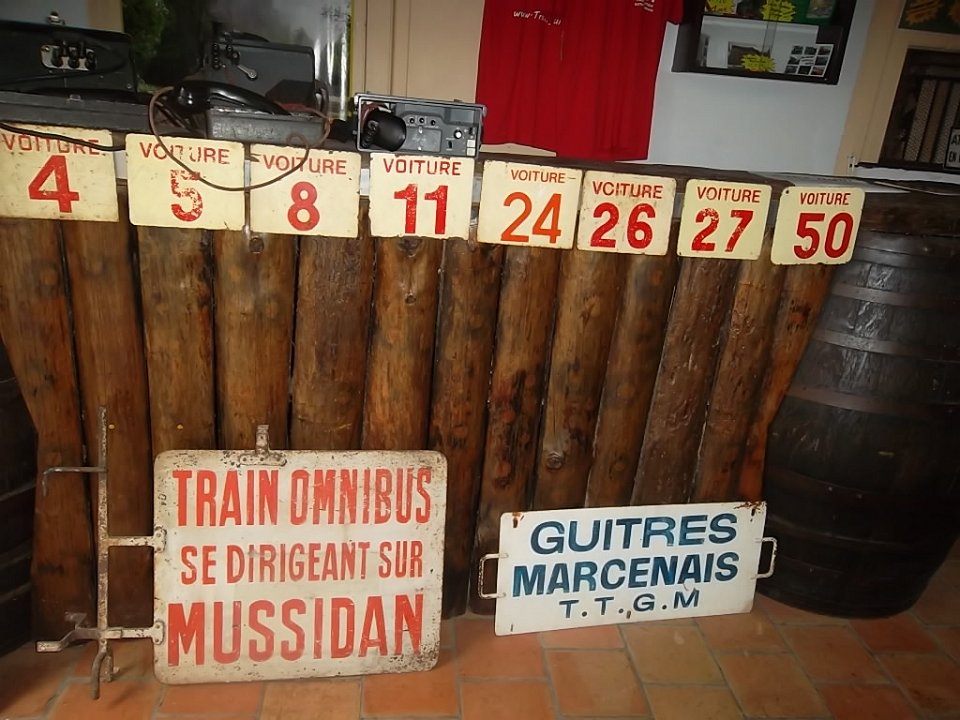 VOITURE
4
VOITURE
5
VOITURE
8
VOITURE
11
VOITURE
24
VOITURE
26
VOITURE
27
VOITURE
50
TRAIN OMNIBUS
SE DIRIGEANT SUR
MUSSIDAN
GUITRES
MARCENAIS
T.T.G.M